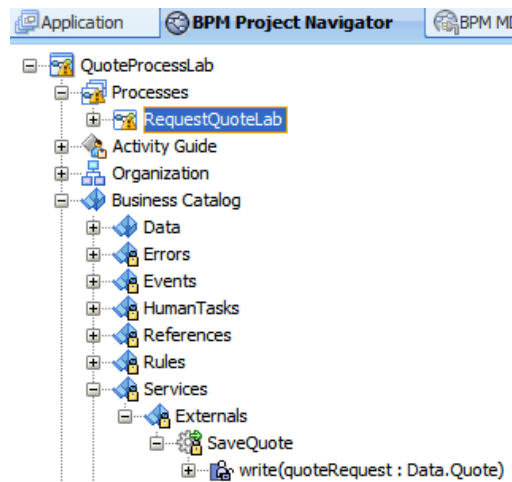 Application BPM Project Navigator BPM MD
QuoteProcessLab
Processes
RequestQuoteLab
Activity Guide
Organization
Business Catalog
Data
Errors
Events
HumanTasks
References
Rules
Services
Externals
SaveQuote
write(quoteRequest : Data.Quote)